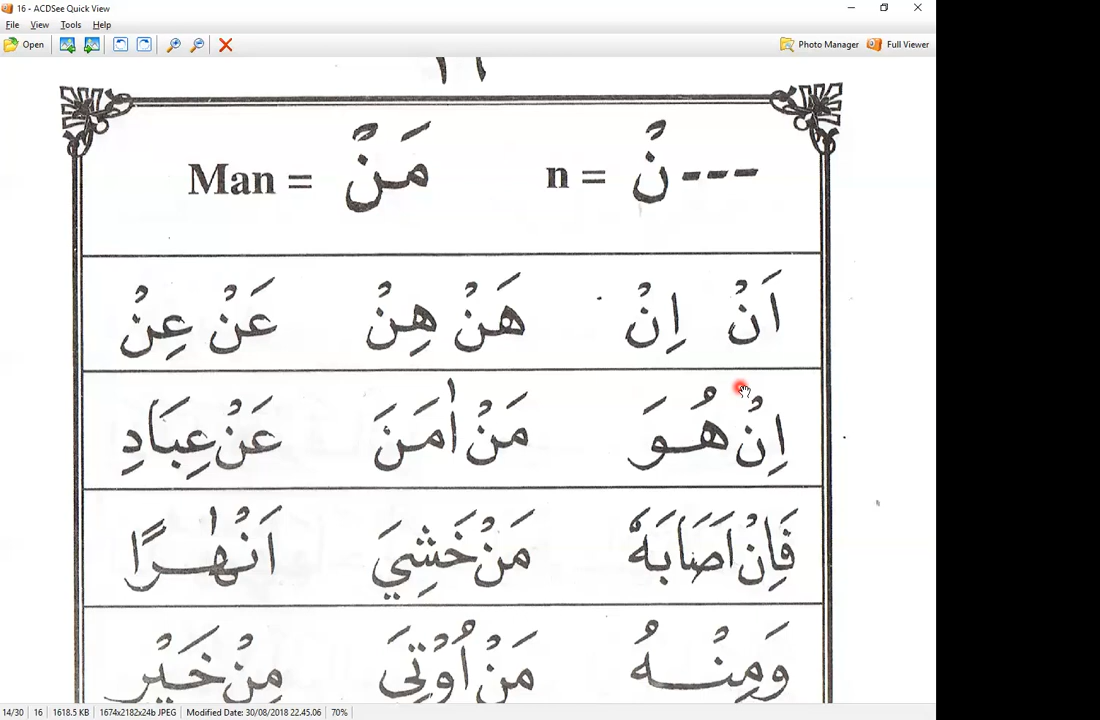 16 - ACDSee Quick View
File View Tools Help
Open Photo Manager Full Viewer
١٦
---نْ = n مَنْ = Man
اَنْ اِنْ هَنْ هِنْ عَنْ عِنْ
اِنْ هُوَ مَنْ اٰمَنَ عَنْ عِبَادِ
فَاِنْ اَصَابَهٗ مَنْ خَشِيَ اَنْهٰرًا
وَمِنْهُ مَنْ اُوْتِىَ مِنْ خَيْرٍ
14/30 16 1618.5 KB 1674x2182x24b JPEG Modified Date: 30/08/2018 22.45.06 70%